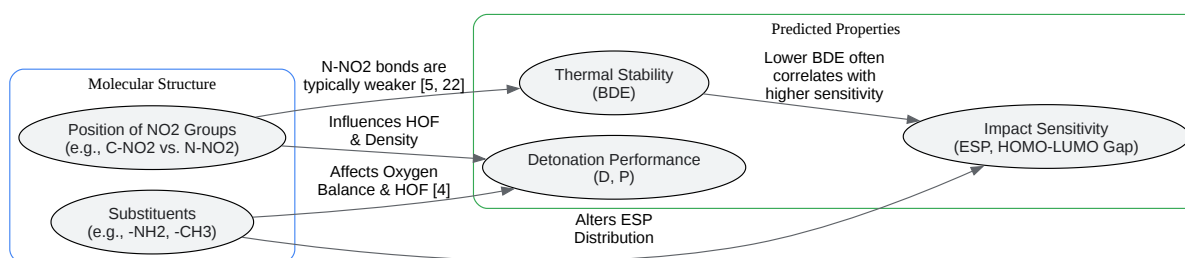 Predicted Properties
Molecular Structure
N-NO2 bonds are
typically weaker [5, 22]
Thermal Stability
(BDE)
Lower BDE often
correlates with
higher sensitivity
Position of NO2 Groups
(e.g., C-NO2 vs. N-NO2)
Influences HOF
& Density
Impact Sensitivity
(ESP, HOMO-LUMO Gap)
Detonation Performance
(D, P)
Affects Oxygen
Balance & HOF [4]
Substituents
(e.g., -NH2, -CH3)
Alters ESP
Distribution